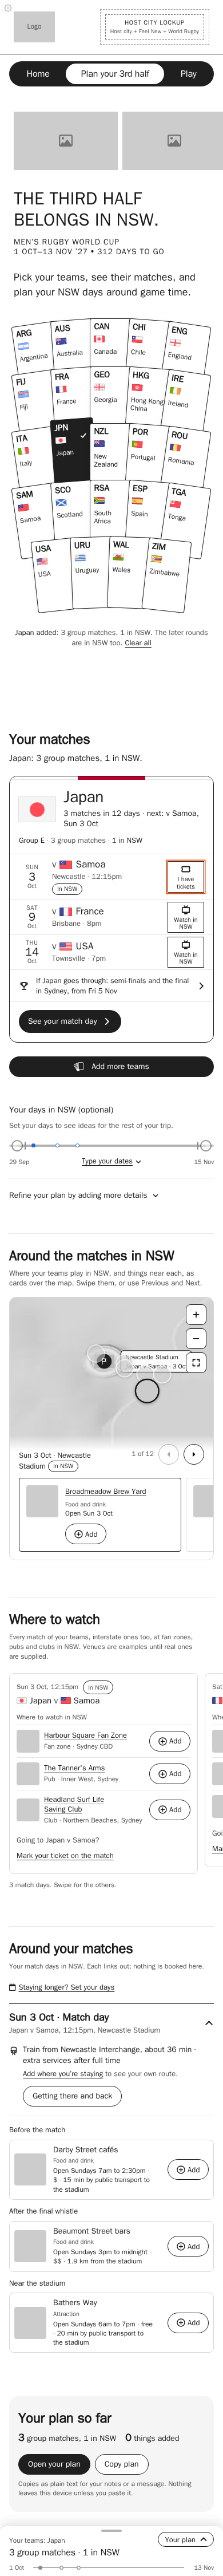 Logo
HOST CITY LOCKUP
Host city + Feel New + World Rugby
Home
Plan your 3rd half
Play
THE THIRD HALF
BELONGS IN NSW.
MEN'S RUGBY WORLD CUP
1 OCT–13 NOV '27 • 312 DAYS TO GO
Pick your teams, see their matches, and
plan your NSW days around game time.
ARG
Argentina
AUS
Australia
CAN
Canada
CHI
Chile
ENG
England
FIJ
Fiji
FRA
France
GEO
Georgia
HKG
Hong Kong
China
IRE
Ireland
ITA
Italy
JPN
Japan
NZL
New
Zealand
POR
Portugal
ROU
Romania
SAM
Samoa
SCO
Scotland
RSA
South
Africa
ESP
Spain
TGA
Tonga
USA
USA
URU
Uruguay
WAL
Wales
ZIM
Zimbabwe
Japan added: 3 group matches, 1 in NSW. The later rounds
are in NSW too. Clear all
Your matches
Japan: 3 group matches, 1 in NSW.
Japan
3 matches in 12 days · next: v Samoa,
Sun 3 Oct
Group E · 3 group matches · 1 in NSW
SUN
3
Oct
v Samoa
Newcastle · 12:15pm
In NSW
I have
tickets
SAT
9
Oct
v France
Brisbane · 8pm
Watch in
NSW
THU
14
Oct
v USA
Townsville · 7pm
Watch in
NSW
If Japan goes through: semi-finals and the final
in Sydney, from Fri 5 Nov
See your match day
Add more teams
Your days in NSW (optional)
Set your days to see ideas for the rest of your trip.
29 Sep
Type your dates
15 Nov
Refine your plan by adding more details
Around the matches in NSW
Where your teams play in NSW, and things near, as
cards over the map. Swipe them, or use Previous and Next.
Newcastle Stadium
Japan v Samoa · 3 Oct
Sun 3 Oct · Newcastle
Stadium In NSW
1 of 12
Broadmeadow Brew Yard
Food and drink
Open Sun 3 Oct
Add
Where to watch
Every match of your teams, interstate ones too, at fan zones,
pubs and clubs in NSW. Venues are examples until real ones
are supplied.
Sun 3 Oct, 12:15pm In NSW
Japan v Samoa
Where to watch in NSW
Harbour Square Fan Zone
Fan zone · Sydney CBD
Add
The Tanner's Arms
Pub · Inner West, Sydney
Add
Headland Surf Life
Saving Club
Club · Northern Beaches, Sydney
Add
Going to Japan v Samoa?
Mark your ticket on the match
3 match days. Swipe for the others.
Around your matches
Your match days in NSW. Each links out; nothing is booked here.
Staying longer? Set your days
Sun 3 Oct · Match day
Japan v Samoa, 12:15pm, Newcastle Stadium
Train from Newcastle Interchange, about 36 min ·
extra services after full time
Add where you're staying to see your own route.
Getting there and back
Before the match
Darby Street cafés
Food and drink
Open Sundays 7am to 2:30pm ·
$ · 15 min by public transport to
the stadium
Add
After the final whistle
Beaumont Street bars
Food and drink
Open Sundays 3pm to midnight ·
$$ · 1.9 km from the stadium
Add
Near the stadium
Bathers Way
Attraction
Open Sundays 6am to 7pm · free
· 20 min by public transport to
the stadium
Add
Your plan so far
3 group matches, 1 in NSW 0 things added
Open your plan
Copy plan
Copies as plain text for your notes or a message. Nothing
leaves this device unless you paste it.
Your teams: Japan
3 group matches · 1 in NSW
Your plan
1 Oct
13 Nov